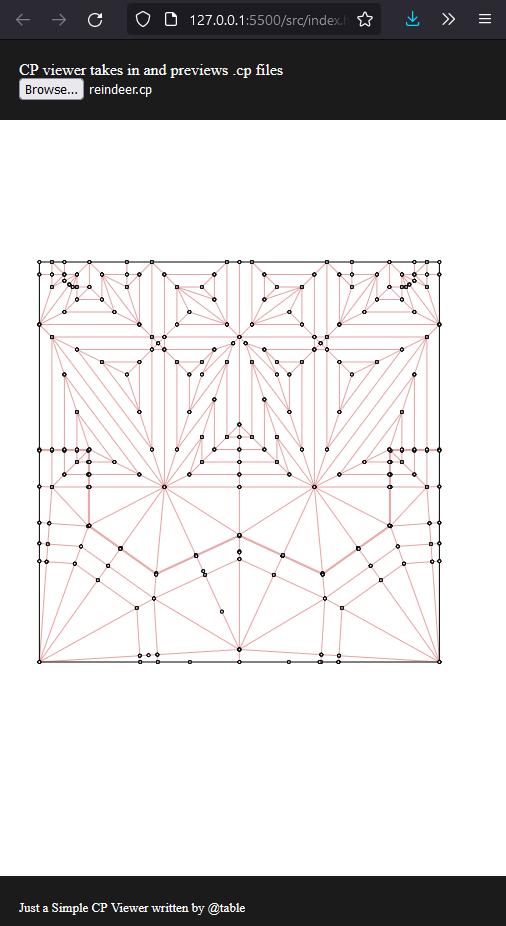 127.0.0.1:5500/src/index.h
CP viewer takes in and previews .cp files
Browse... reindeer.cp
Just a Simple CP Viewer written by @table